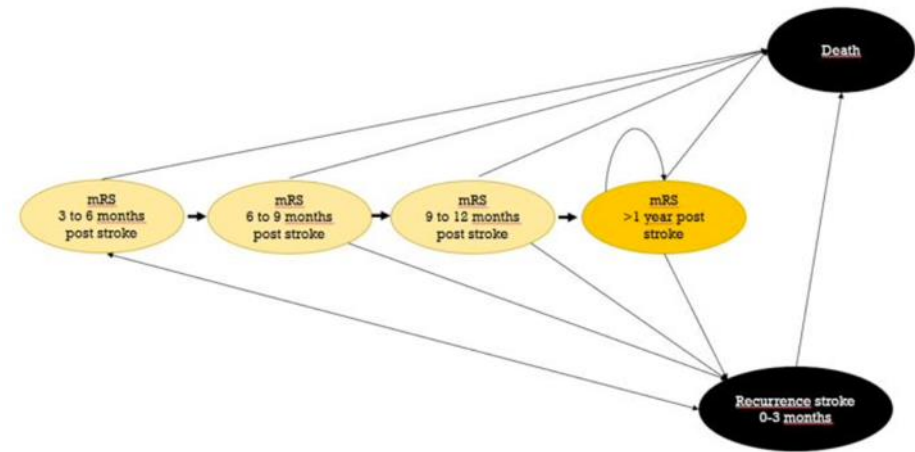 Death
mRS
3 to 6 months
post stroke
mRS
6 to 9 months
post stroke
mRS
9 to 12 months
post stroke
mRS
>1 year post
stroke
Recurrence stroke
0-3 months